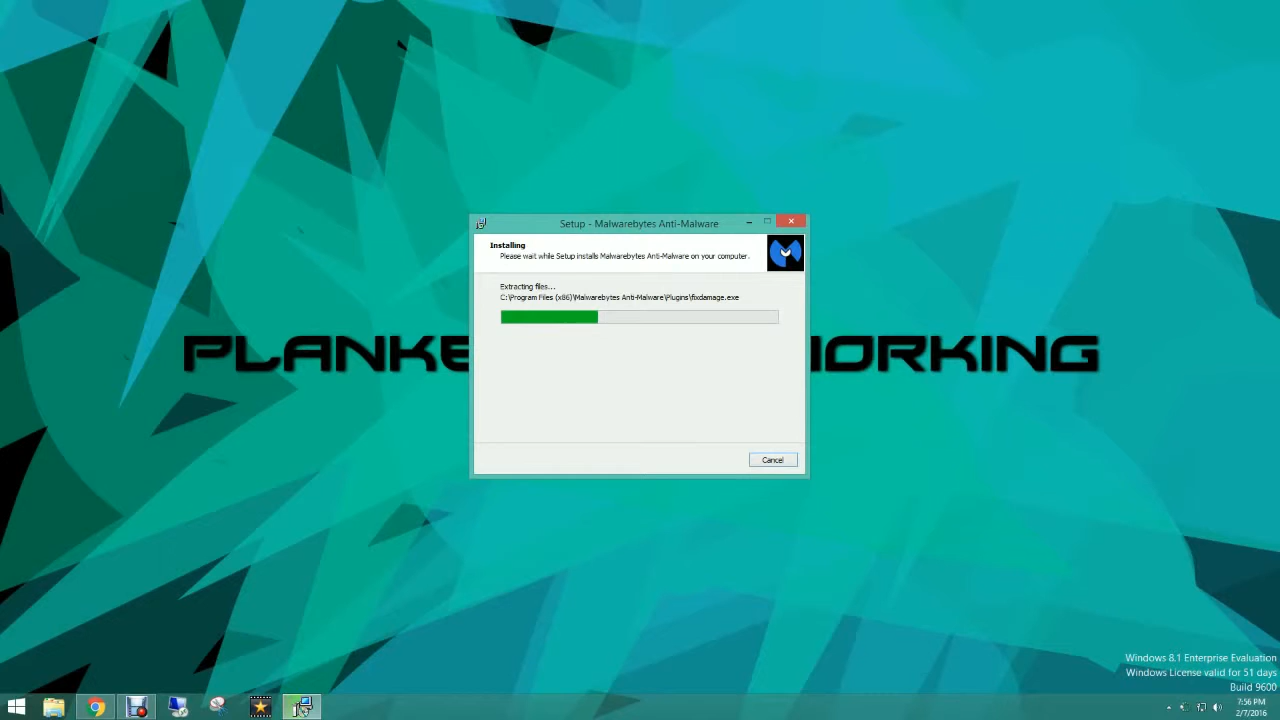 Setup - Malwarebytes Anti-Malware
Installing
Please wait while Setup installs Malwarebytes Anti-Malware on your computer.
Extracting files...
C:\Program Files (x86)\Malwarebytes Anti-Malware\Plugins\fixdamage.exe
PLANKE ORKING
Cancel
Windows 8.1 Enterprise Evaluation
Windows License valid for 51 days
Build 9600
7:56 PM
2/7/2016